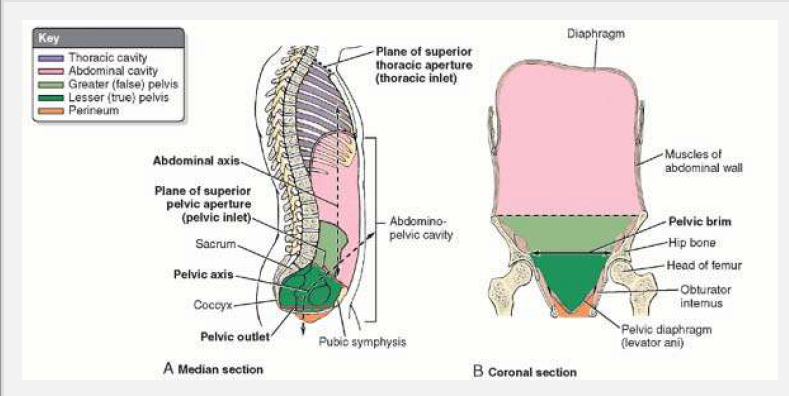 Key
Thoracic cavity
Abdominal cavity
Greater (false) pelvis
Lesser (true) pelvis
Perineum
Plane of superior
thoracic aperture
(thoracic inlet)
Abdominal axis
Plane of superior
pelvic aperture
(pelvic inlet)
Sacrum
Pelvic axis
Coccyx
Pelvic outlet
Pubic symphysis
Abdomino-
pelvic cavity
A Median section
Diaphragm
Muscles of
abdominal wall
Pelvic brim
Hip bone
Head of femur
Obturator
internus
Pelvic diaphragm
(levator ani)
B Coronal section